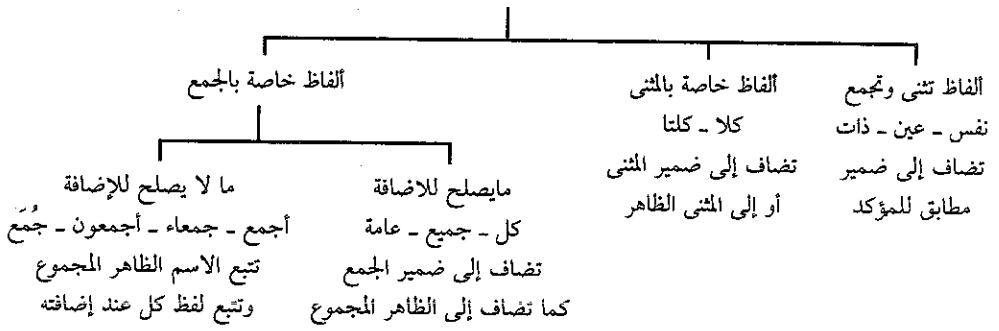 ألفاظ تثنى وتجمع
نفس ـ عين ـ ذات
تضاف إلى ضمير
مطابق للمؤكد
ألفاظ خاصة بالمثنى
كلا ـ كلتا
تضاف إلى ضمير المثنى
أو إلى المثنى الظاهر
ألفاظ خاصة بالجمع
مايصلح للاضافة
كل ـ جميع ـ عامة
تضاف إلى ضمير الجمع
كما تضاف إلى الظاهر المجموع
ما لا يصلح للإضافة
أجمع ـ جمعاء ـ أجمعون ـ جُمَع
تتبع الاسم الظاهر المجموع
وتتبع لفظ كل عند إضافته